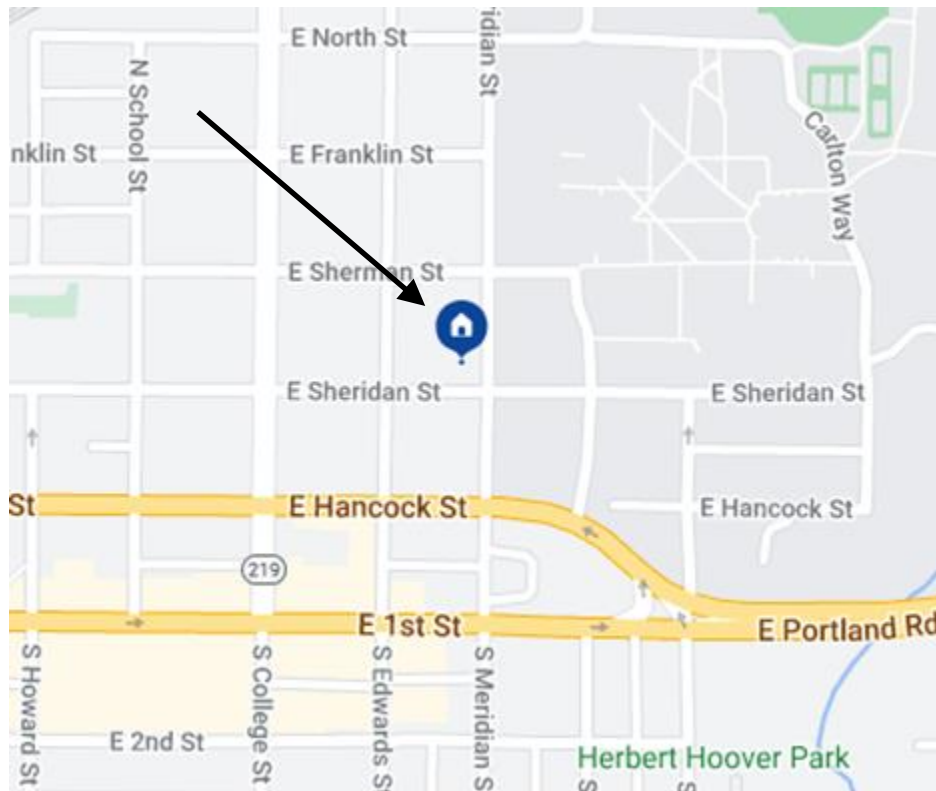 E North St
ridian St
N School St
Carlton Way
nklin St
E Franklin St
E Sherman St
E Sheridan St
E Sheridan St
St
E Hancock St
E Hancock St
219
E 1st St
E Portland Rd
S Howard St
S College St
S Edwards St
S Meridian S
E 2nd St
Herbert Hoover Park
S
S